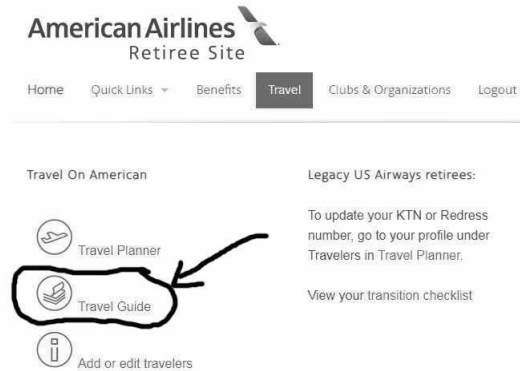 American Airlines
Retiree Site
Home Quick Links Benefits Travel Clubs & Organizations Logout
Travel On American
Travel Planner
Travel Guide
Add or edit travelers
Legacy US Airways retirees:
To update your KTN or Redress
number, go to your profile under
Travelers in Travel Planner.
View your transition checklist